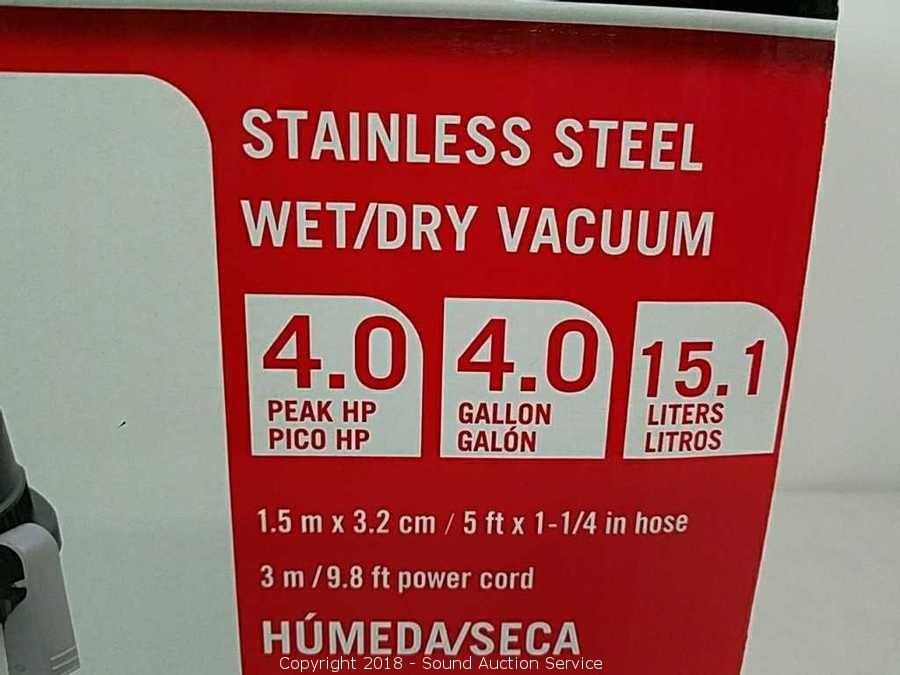 STAINLESS STEEL
WET/DRY VACUUM
4.0
PEAK HP
PICO HP
4.0
GALLON
GALÓN
15.1
LITERS
LITROS
1.5 m x 3.2 cm / 5 ft x 1-1/4 in hose
3 m / 9.8 ft power cord
HÚMEDA/SECA
Copyright 2018 - Sound Auction Service